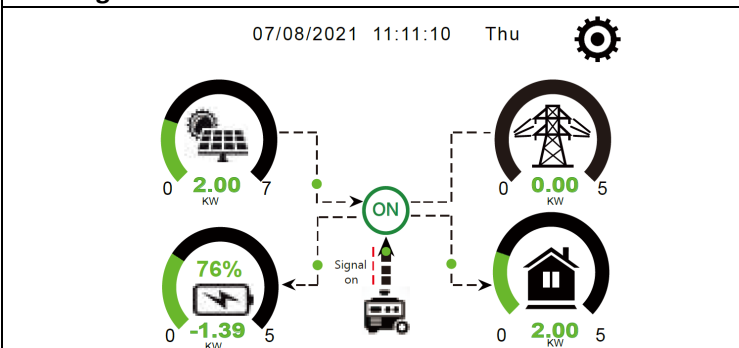 07/08/2021 11:11:10 Thu
0 2.00 7
KW
0 0.00 5
KW
ON
Signal
on
76%
0 -1.39 5
KW
0 2.00 5
KW